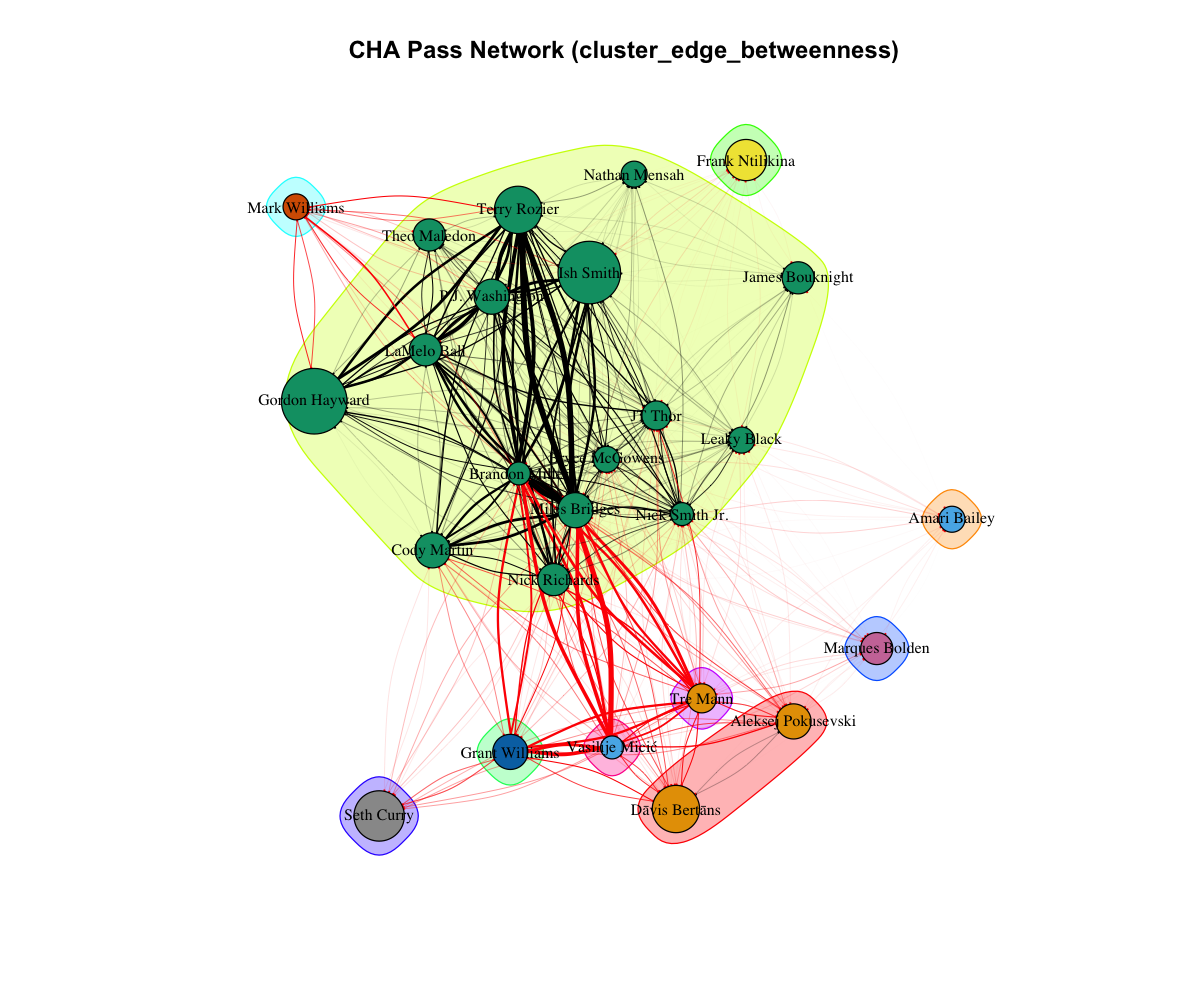 CHA Pass Network (cluster_edge_betweenness)
Frank Ntilikina
Nathan Mensah
Mark Williams
Terry Rozier
Theo Maledon
Ish Smith
James Bouknight
P.J. Washington
LaMelo Ball
Gordon Hayward
JT Thor
Leaky Black
Bryce McGowens
Brandon Miller
Miles Bridges
Nick Smith Jr.
Amari Bailey
Cody Martin
Nick Richards
Marques Bolden
Tre Mann
Aleksej Pokusevski
Grant Williams
Vasilije Micić
Seth Curry
Dāvis Bertāns